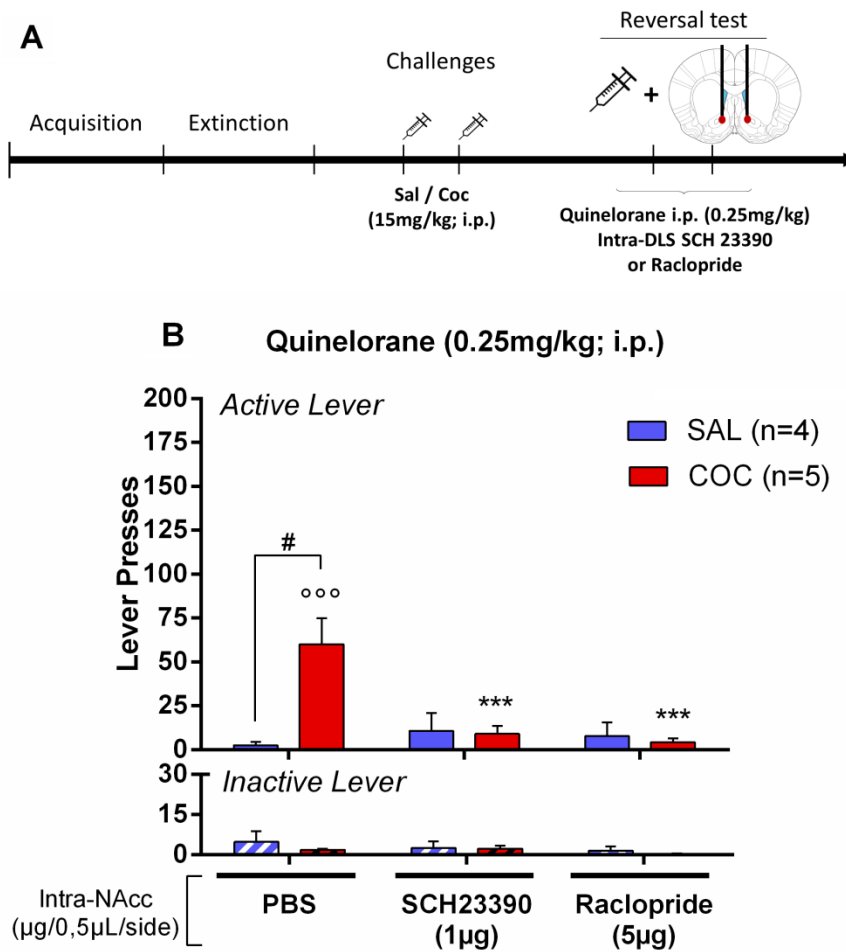 A
Reversal test
Challenges
+
Acquisition
Extinction
Sal / Coc
(15mg/kg; i.p.)
Quinelorane i.p. (0.25mg/kg)
Intra-DLS SCH 23390
or Raclopride
B
Quinelorane (0.25mg/kg; i.p.)
200
Active Lever
175
SAL (n=4)
150
COC (n=5)
125
#
100
°°°
75
50
25
***
***
0
Lever Presses
30
Inactive Lever
15
0
Intra-NAcc
(µg/0,5µL/side)
PBS
SCH23390
(1µg)
Raclopride
(5µg)